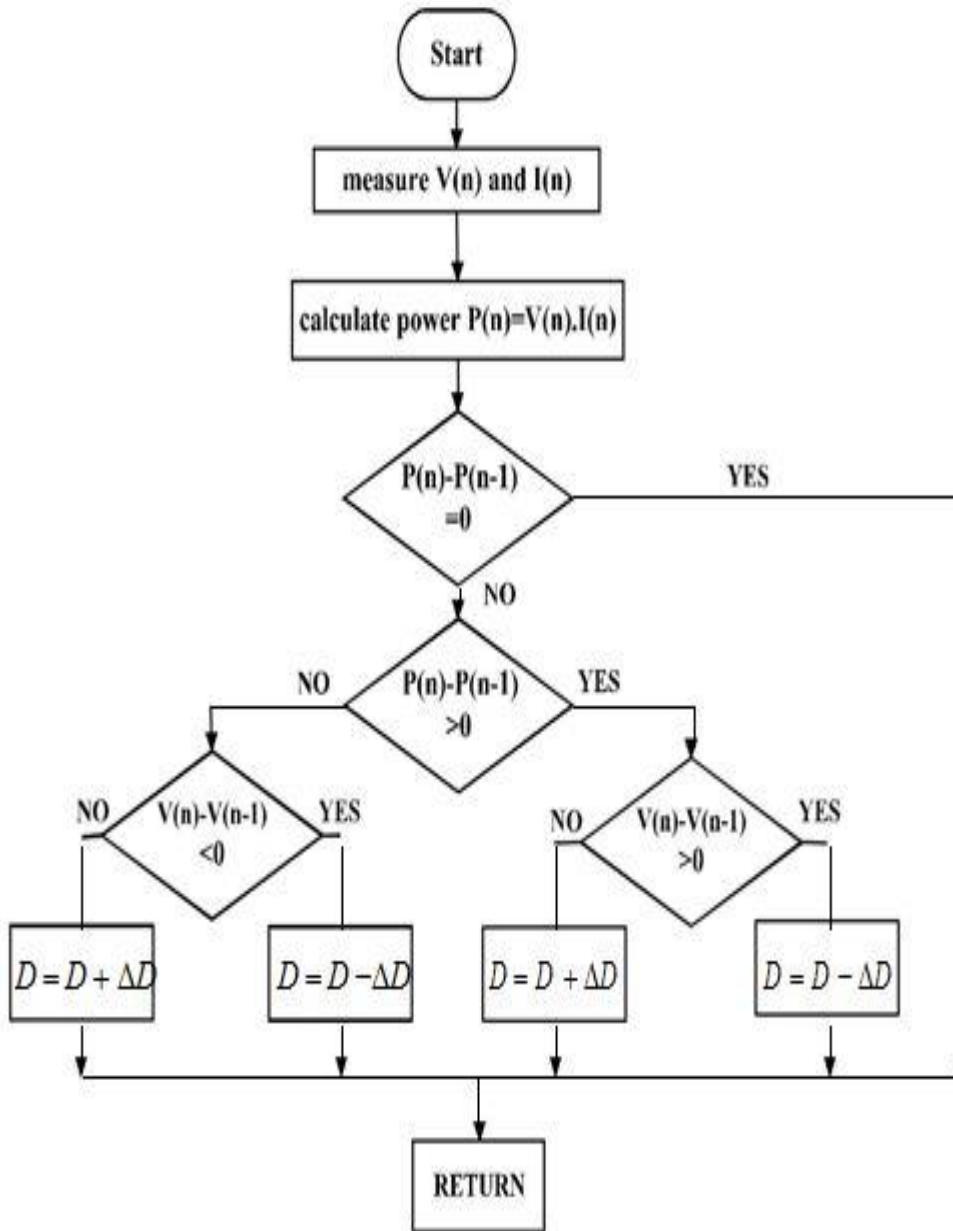 Start
measure V(n) and I(n)
calculate power P(n)=V(n).I(n)
P(n)-P(n-1)
=0
YES
NO
P(n)-P(n-1)
>0
NO
YES
V(n)-V(n-1)
<0
NO
YES
V(n)-V(n-1)
>0
NO
YES
D = D + ΔD
D = D - ΔD
D = D + ΔD
D = D - ΔD
RETURN